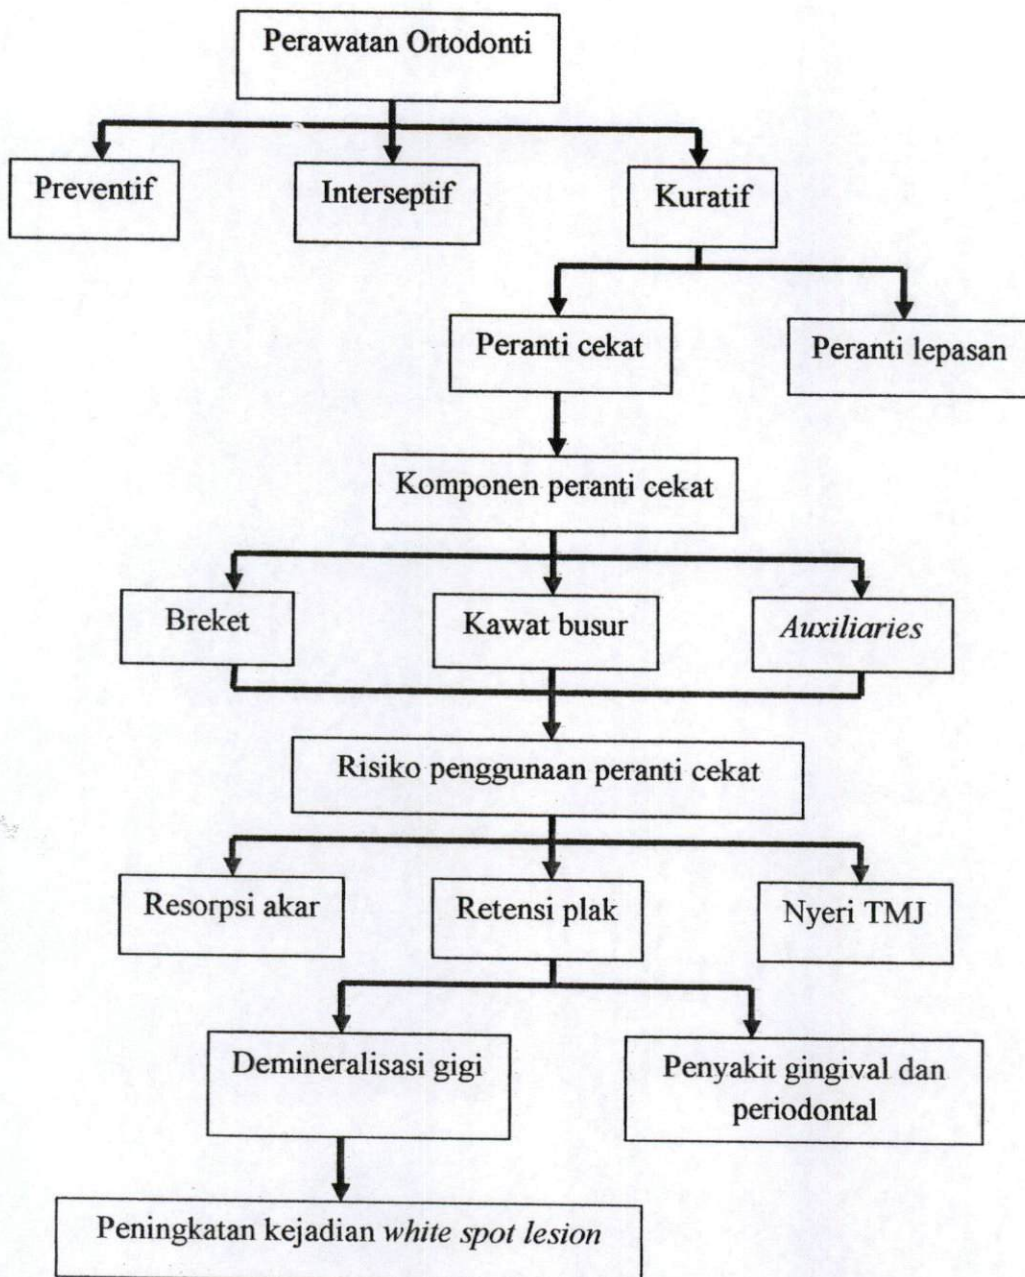 Perawatan Ortodonti
Preventif
Interseptif
Kuratif
Peranti cekat
Peranti lepasan
Komponen peranti cekat
Breket
Kawat busur
Auxiliaries
Risiko penggunaan peranti cekat
Resorpsi akar
Retensi plak
Nyeri TMJ
Demineralisasi gigi
Penyakit gingival dan
periodontal
Peningkatan kejadian white spot lesion